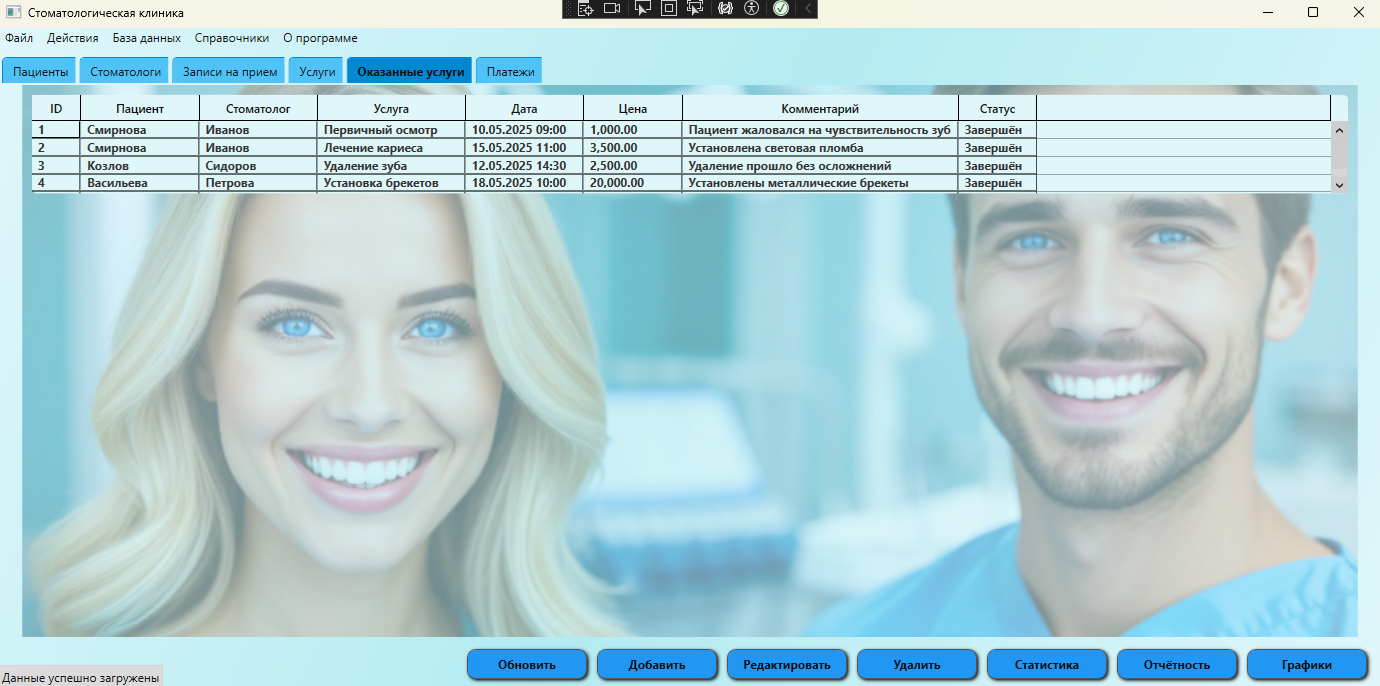 Стоматологическая клиника
Файл Действия База данных Справочники О программе
Пациенты Стоматологи Записи на прием Услуги Оказанные услуги Платежи
ID Пациент Стоматолог Услуга Дата Цена Комментарий Статус
1 Смирнова Иванов Первичный осмотр 10.05.2025 09:00 1,000.00 Пациент жаловался на чувствительность зуб Завершён
2 Смирнова Иванов Лечение кариеса 15.05.2025 11:00 3,500.00 Установлена световая пломба Завершён
3 Козлов Сидоров Удаление зуба 12.05.2025 14:30 2,500.00 Удаление прошло без осложнений Завершён
4 Васильева Петрова Установка брекетов 18.05.2025 10:00 20,000.00 Установлены металлические брекеты Завершён
Обновить Добавить Редактировать Удалить Статистика Отчётность Графики
Данные успешно загружены